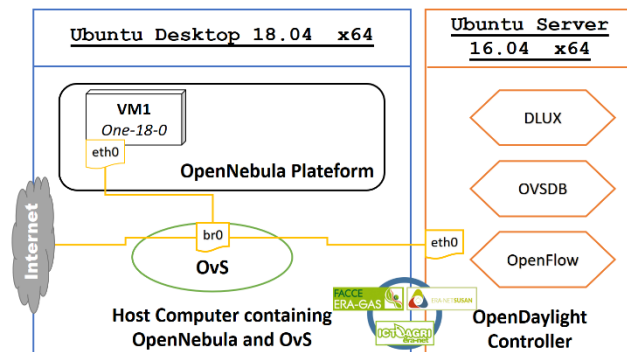 Ubuntu Desktop 18.04 x64
Ubuntu Server
16.04 x64
VM1
One-18-0
eth0
OpenNebula Plateform
DLUX
OVSDB
OpenFlow
Internet
br0
OvS
eth0
FACCE
ERA-GAS
ERA-NET SUSAN
ICT-AGRI
era-net
Host Computer containing
OpenNebula and OvS
OpenDaylight
Controller